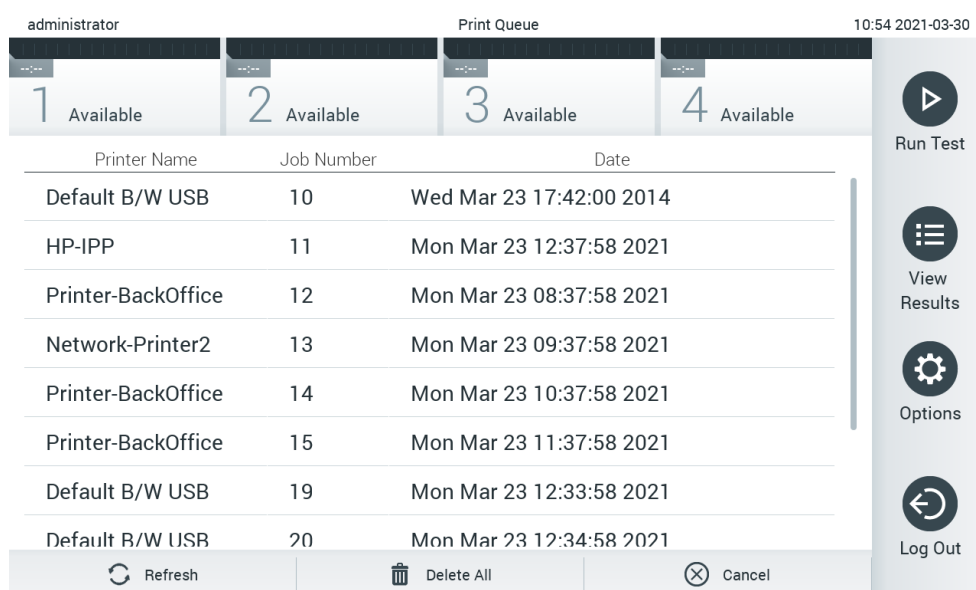 administrator Print Queue 10:54 2021-03-30
--:-- --:-- --:-- --:--
1 Available 2 Available 3 Available 4 Available
Run Test
Printer Name Job Number Date
Default B/W USB 10 Wed Mar 23 17:42:00 2014
HP-IPP 11 Mon Mar 23 12:37:58 2021
View
Results
Printer-BackOffice 12 Mon Mar 23 08:37:58 2021
Network-Printer2 13 Mon Mar 23 09:37:58 2021
Printer-BackOffice 14 Mon Mar 23 10:37:58 2021
Options
Printer-BackOffice 15 Mon Mar 23 11:37:58 2021
Default B/W USB 19 Mon Mar 23 12:33:58 2021
Default B/W USB 20 Mon Mar 23 12:34:58 2021
Log Out
Refresh Delete All Cancel